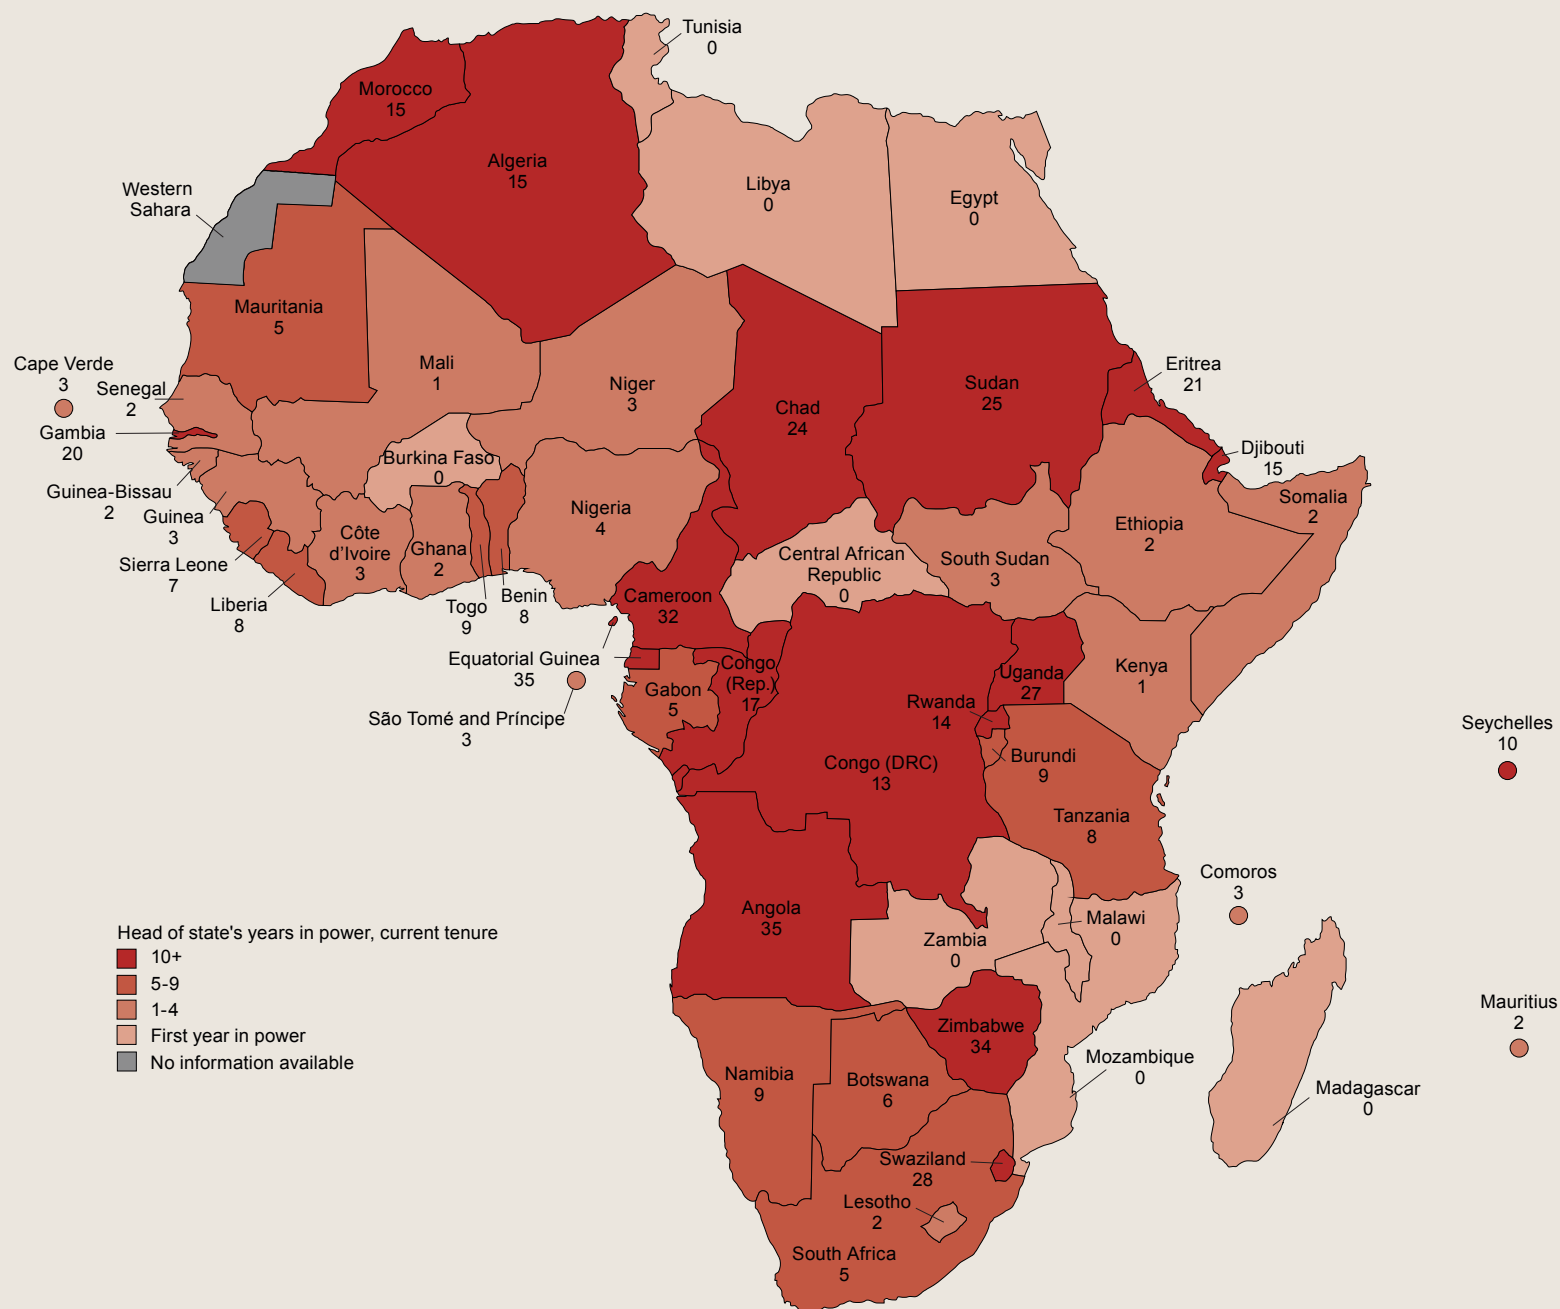 Tunisia
0
Morocco
15
Algeria
15
Libya
0
Egypt
0
Western
Sahara
Mauritania
5
Mali
1
Niger
3
Chad
24
Sudan
25
Eritrea
21
Cape Verde
3
Senegal
2
Gambia
20
Guinea-Bissau
2
Guinea
3
Sierra Leone
7
Liberia
8
Burkina Faso
0
Côte
d'Ivoire
3
Ghana
2
Togo
9
Benin
8
Nigeria
4
Djibouti
15
Somalia
2
Ethiopia
2
South Sudan
3
Central African
Republic
0
Cameroon
32
Equatorial Guinea
35
São Tomé and Príncipe
3
Gabon
5
Congo
(Rep.)
17
Uganda
27
Kenya
1
Rwanda
14
Burundi
9
Congo (DRC)
13
Tanzania
8
Seychelles
10
Comoros
3
Malawi
0
Angola
35
Zambia
0
Zimbabwe
34
Mozambique
0
Mauritius
2
Madagascar
0
Namibia
9
Botswana
6
Swaziland
28
Lesotho
2
South Africa
5
Head of state's years in power, current tenure
10+
5-9
1-4
First year in power
No information available